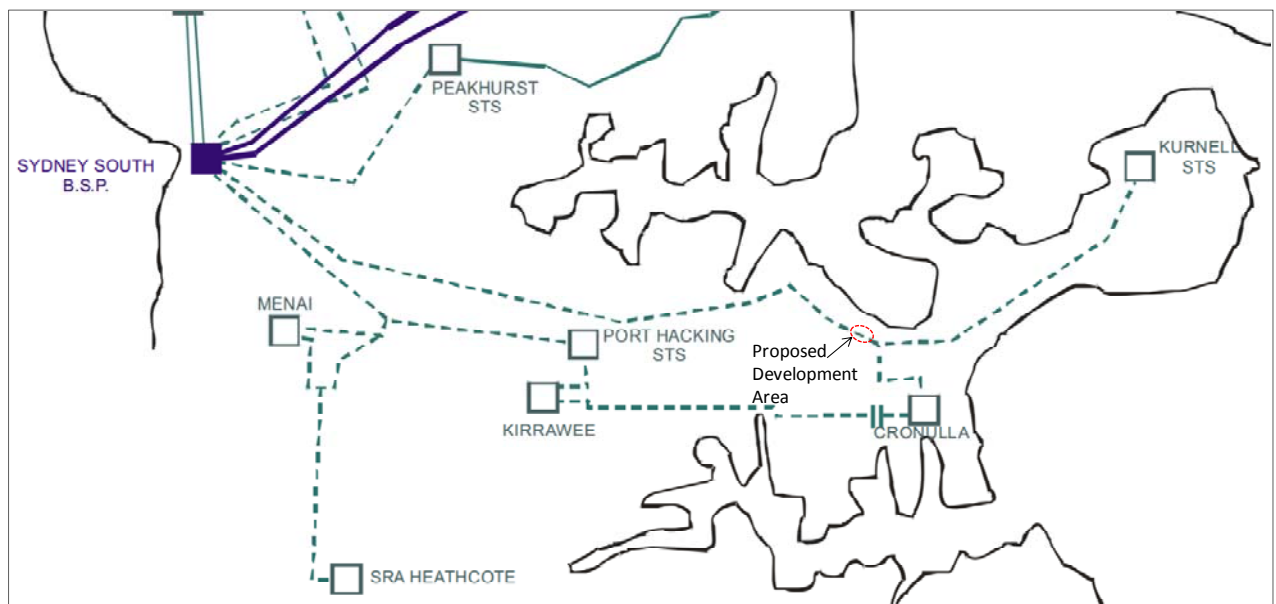 PEAKHURST
STS
SYDNEY SOUTH
B.S.P.
KURNELL
STS
MENAI
PORT HACKING
STS
Proposed
Development
Area
KIRRAWEE
CRONULLA
SRA HEATHCOTE